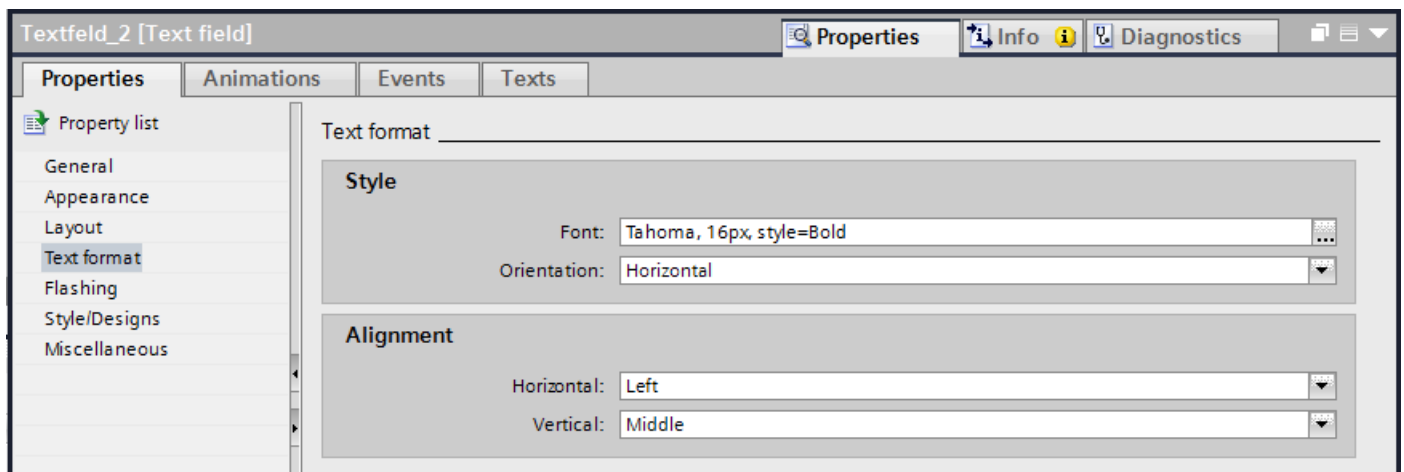 Textfeld_2 [Text field]
Properties
Info
Diagnostics
Properties
Animations
Events
Texts
Property list
General
Appearance
Layout
Text format
Flashing
Style/Designs
Miscellaneous
Text format
Style
Font: Tahoma, 16px, style=Bold
...
Orientation: Horizontal
Alignment
Horizontal: Left
Vertical: Middle